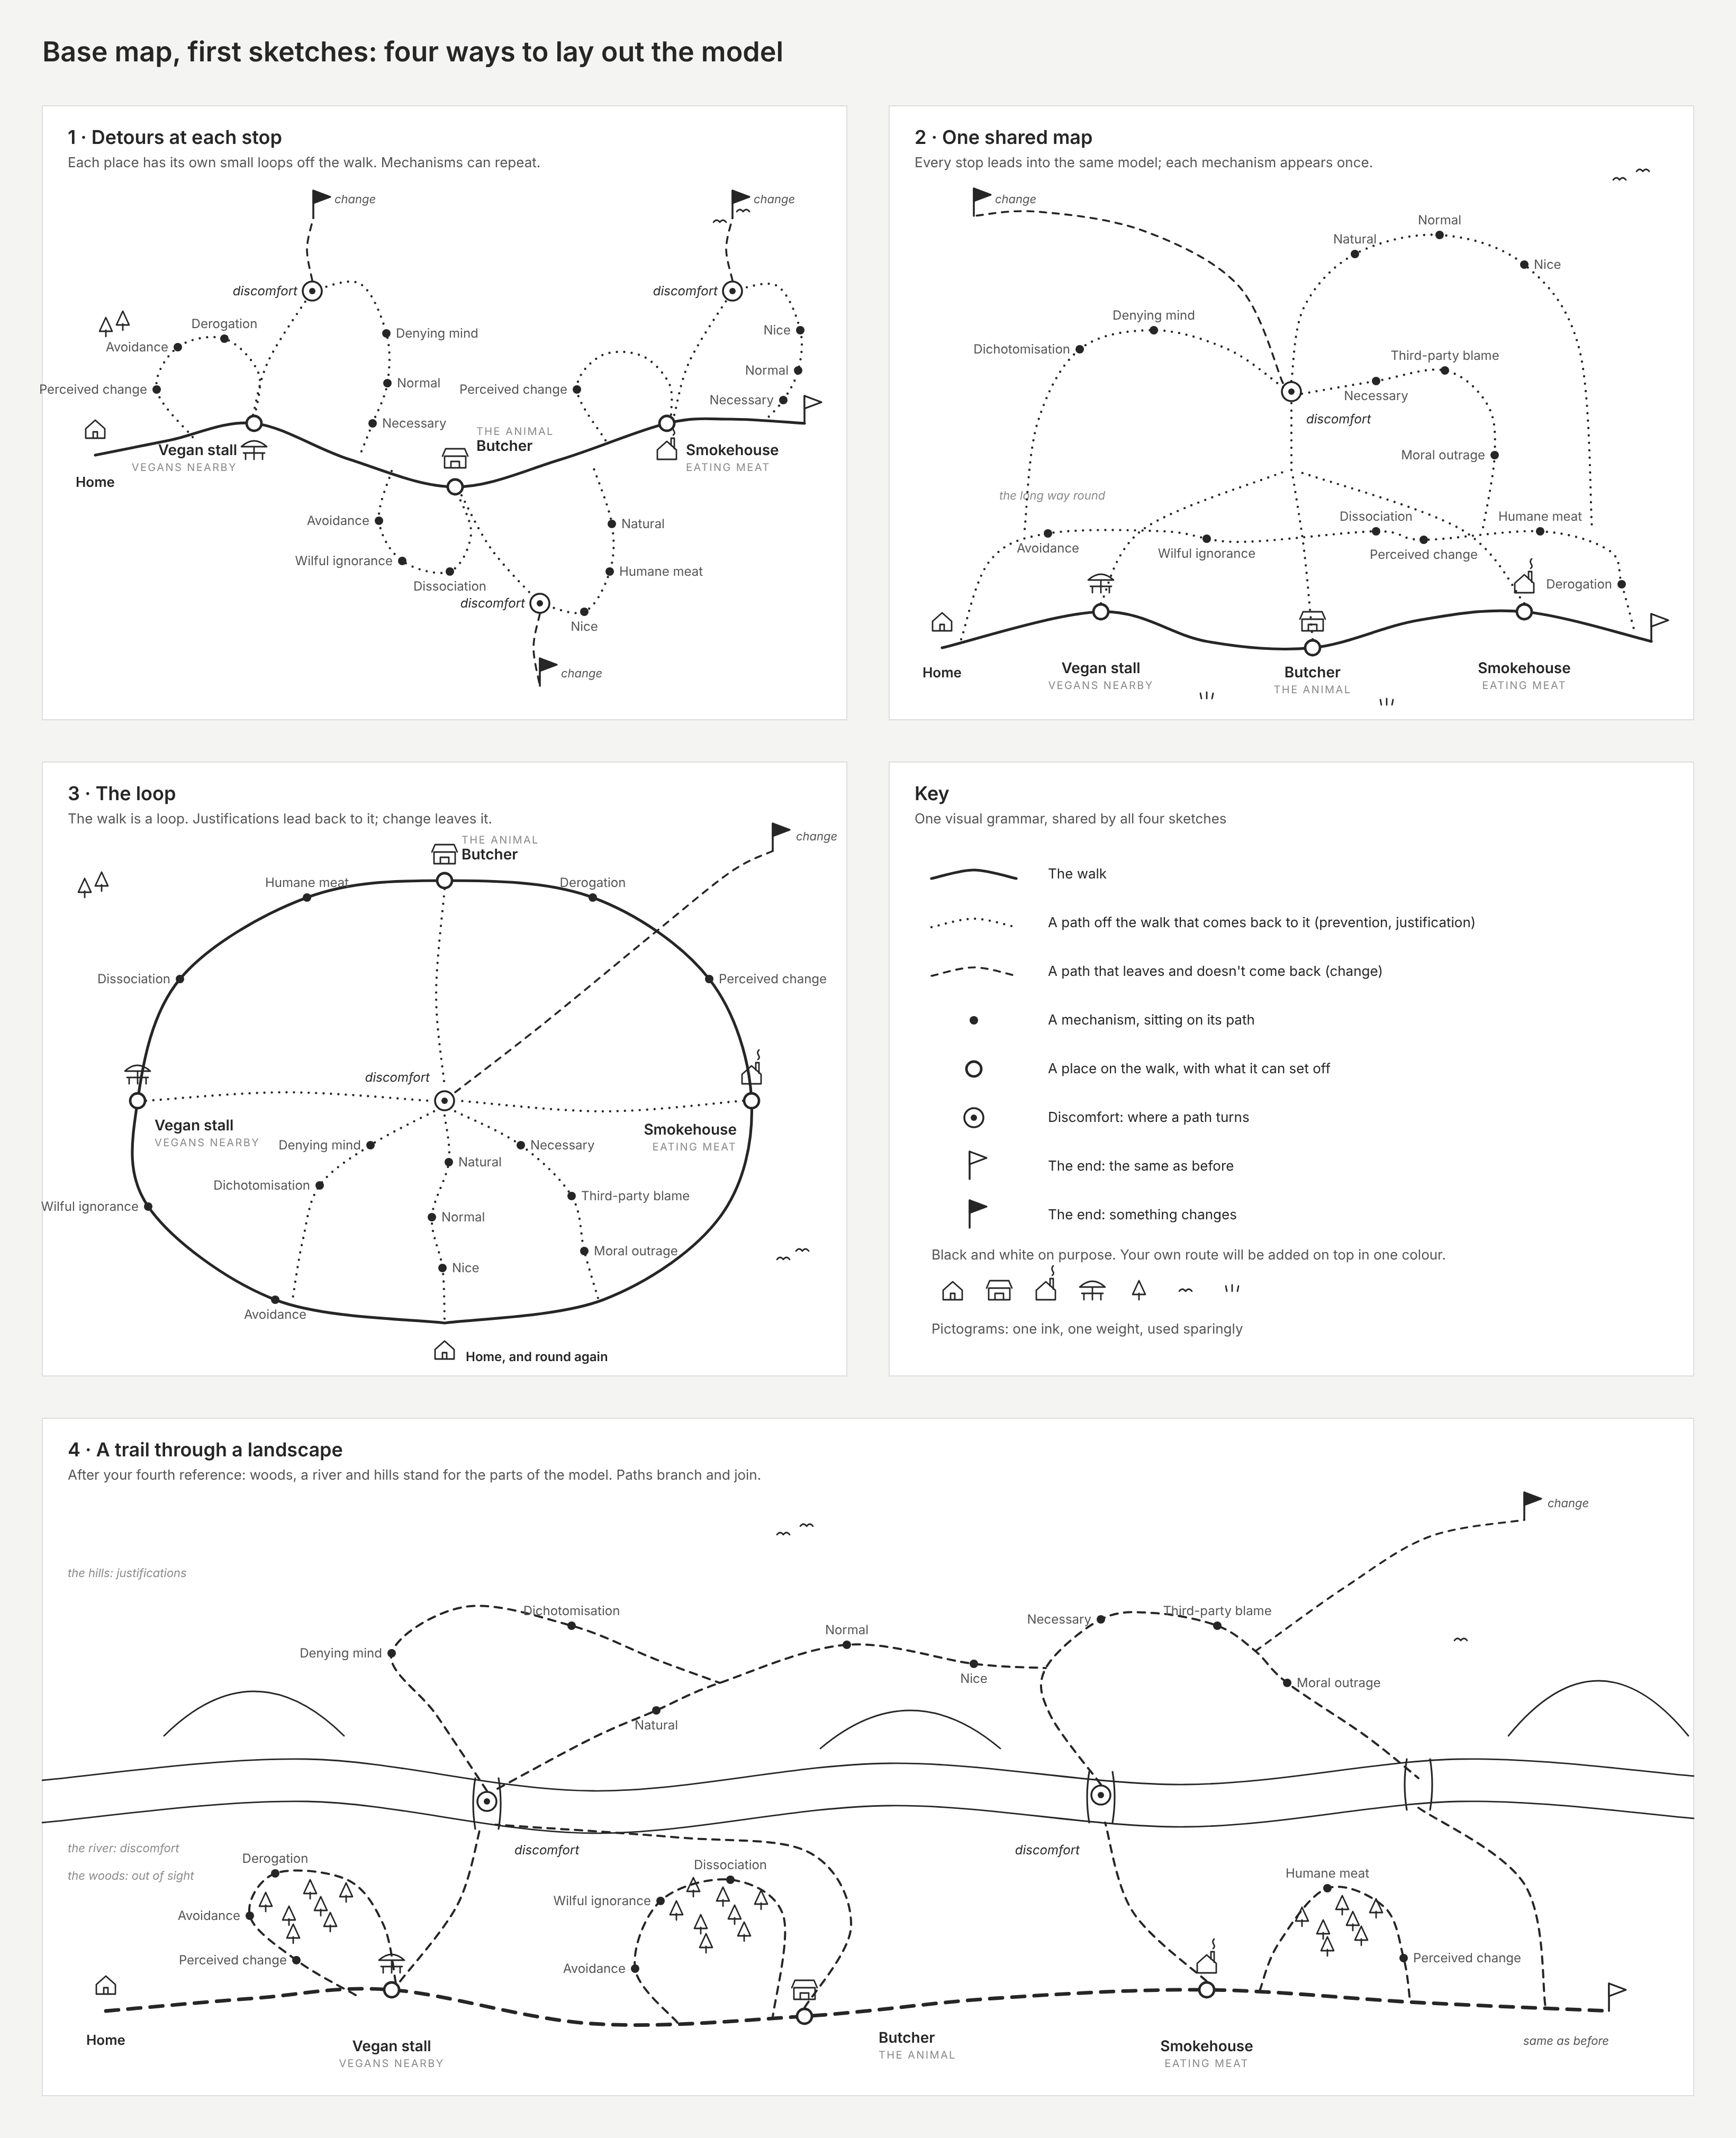 Base map, first sketches: four ways to lay out the model
1 · Detours at each stop
Each place has its own small loops off the walk. Mechanisms can repeat.
change
change
discomfort
discomfort
Derogation
Avoidance
Denying mind
Nice
Perceived change
Normal
Perceived change
Normal
Necessary
Necessary
THE ANIMAL
Butcher
Vegan stall
VEGANS NEARBY
Smokehouse
EATING MEAT
Home
Avoidance
Natural
Wilful ignorance
Humane meat
Dissociation
discomfort
Nice
change
2 · One shared map
Every stop leads into the same model; each mechanism appears once.
change
Normal
Natural
Nice
Denying mind
Dichotomisation
Third-party blame
Necessary
discomfort
Moral outrage
the long way round
Dissociation
Humane meat
Avoidance
Wilful ignorance
Perceived change
Derogation
Home
Vegan stall
VEGANS NEARBY
Butcher
THE ANIMAL
Smokehouse
EATING MEAT
3 · The loop
The walk is a loop. Justifications lead back to it; change leaves it.
change
THE ANIMAL
Butcher
Humane meat
Derogation
Dissociation
Perceived change
discomfort
Vegan stall
VEGANS NEARBY
Smokehouse
EATING MEAT
Denying mind
Necessary
Natural
Dichotomisation
Third-party blame
Wilful ignorance
Normal
Moral outrage
Nice
Avoidance
Home, and round again
Key
One visual grammar, shared by all four sketches
The walk
A path off the walk that comes back to it (prevention, justification)
A path that leaves and doesn't come back (change)
A mechanism, sitting on its path
A place on the walk, with what it can set off
Discomfort: where a path turns
The end: the same as before
The end: something changes
Black and white on purpose. Your own route will be added on top in one colour.
Pictograms: one ink, one weight, used sparingly
4 · A trail through a landscape
After your fourth reference: woods, a river and hills stand for the parts of the model. Paths branch and join.
change
the hills: justifications
Dichotomisation
Third-party blame
Necessary
Normal
Denying mind
Nice
Moral outrage
Natural
the river: discomfort
discomfort
discomfort
the woods: out of sight
Derogation
Dissociation
Humane meat
Wilful ignorance
Avoidance
Perceived change
Avoidance
Perceived change
Home
Vegan stall
VEGANS NEARBY
Butcher
THE ANIMAL
Smokehouse
EATING MEAT
same as before